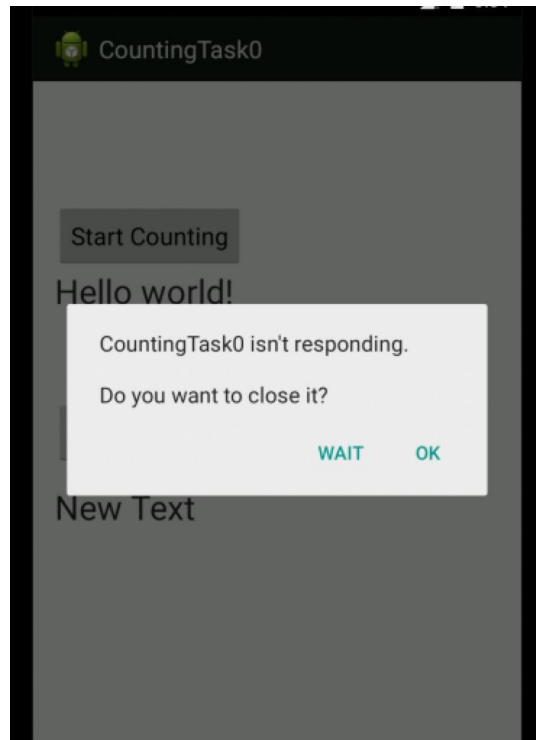 CountingTask0
Start Counting
Hello world!
CountingTask0 isn't responding.
Do you want to close it?
WAIT OK
New Text